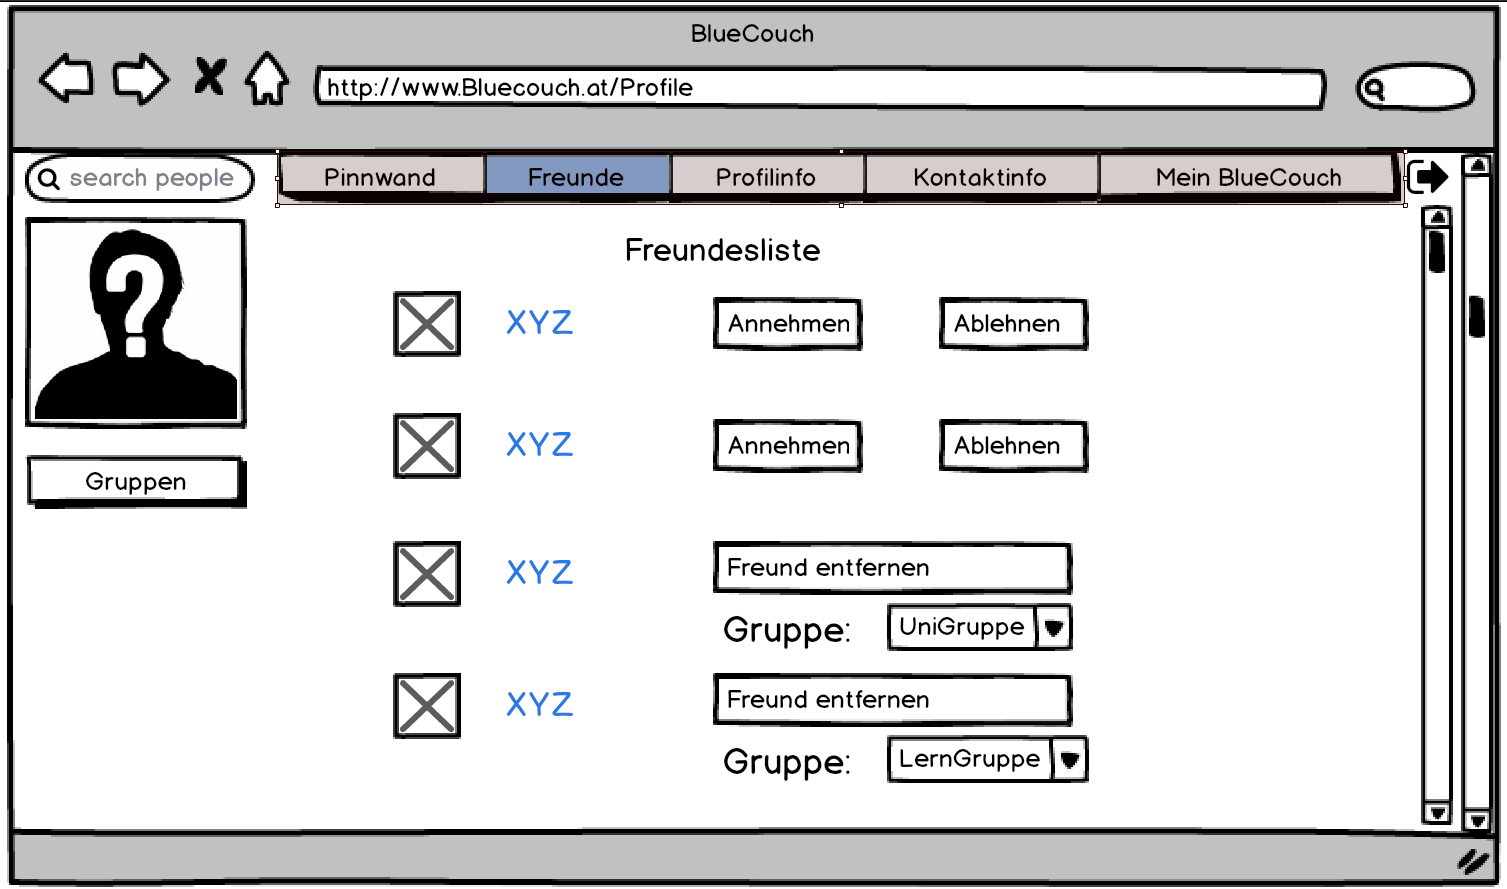 BlueCouch
http://www.Bluecouch.at/Profile
search people
Pinnwand Freunde Profilinfo Kontaktinfo Mein BlueCouch
Freundesliste
XYZ Annehmen Ablehnen
Gruppen
XYZ Annehmen Ablehnen
XYZ Freund entfernen
Gruppe: UniGruppe
XYZ Freund entfernen
Gruppe: LernGruppe